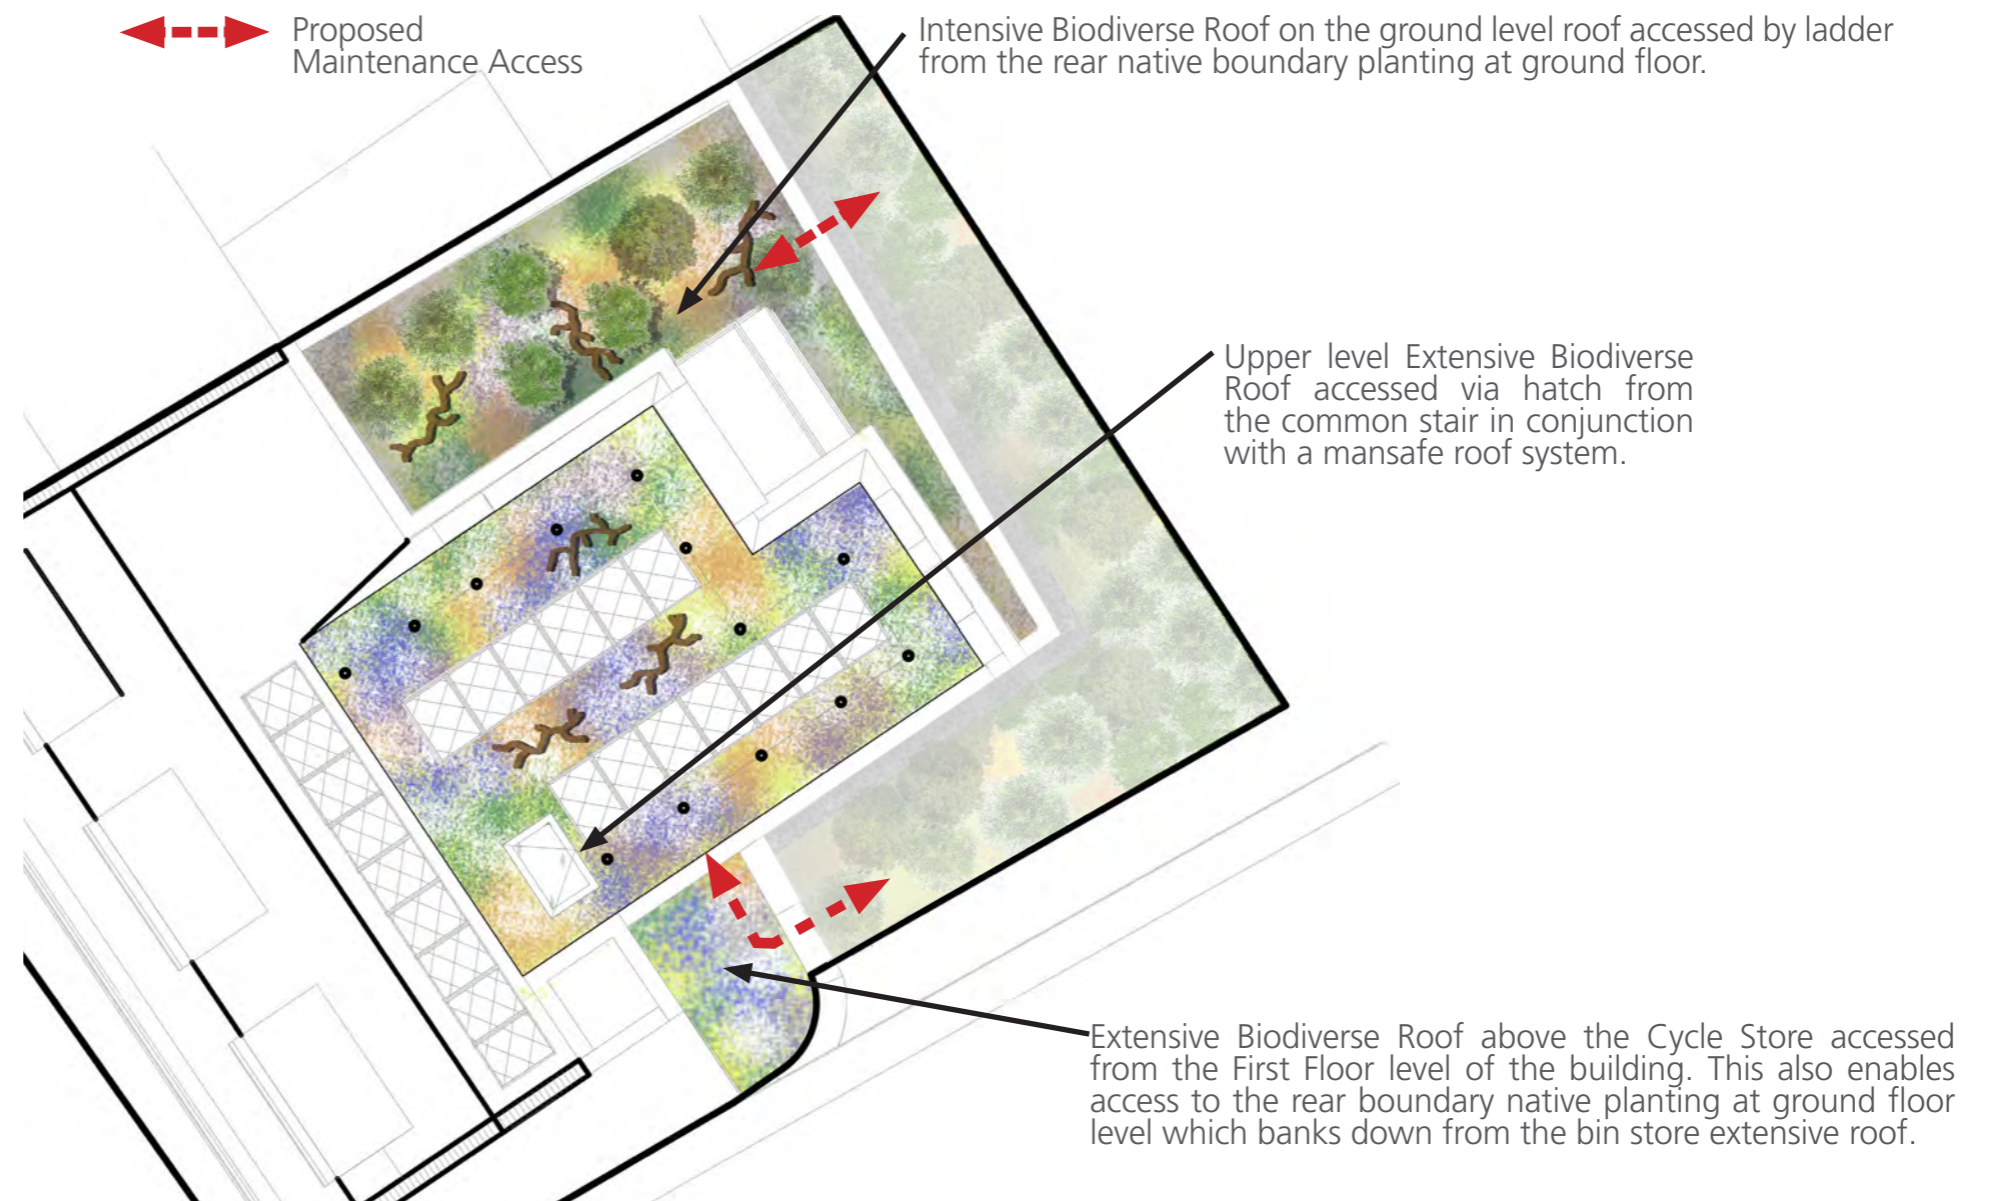 Proposed
Maintenance Access
Intensive Biodiverse Roof on the ground level roof accessed by ladder
from the rear native boundary planting at ground floor.
Upper level Extensive Biodiverse
Roof accessed via hatch from
the common stair in conjunction
with a mansafe roof system.
Extensive Biodiverse Roof above the Cycle Store accessed
from the First Floor level of the building. This also enables
access to the rear boundary native planting at ground floor
level which banks down from the bin store extensive roof.